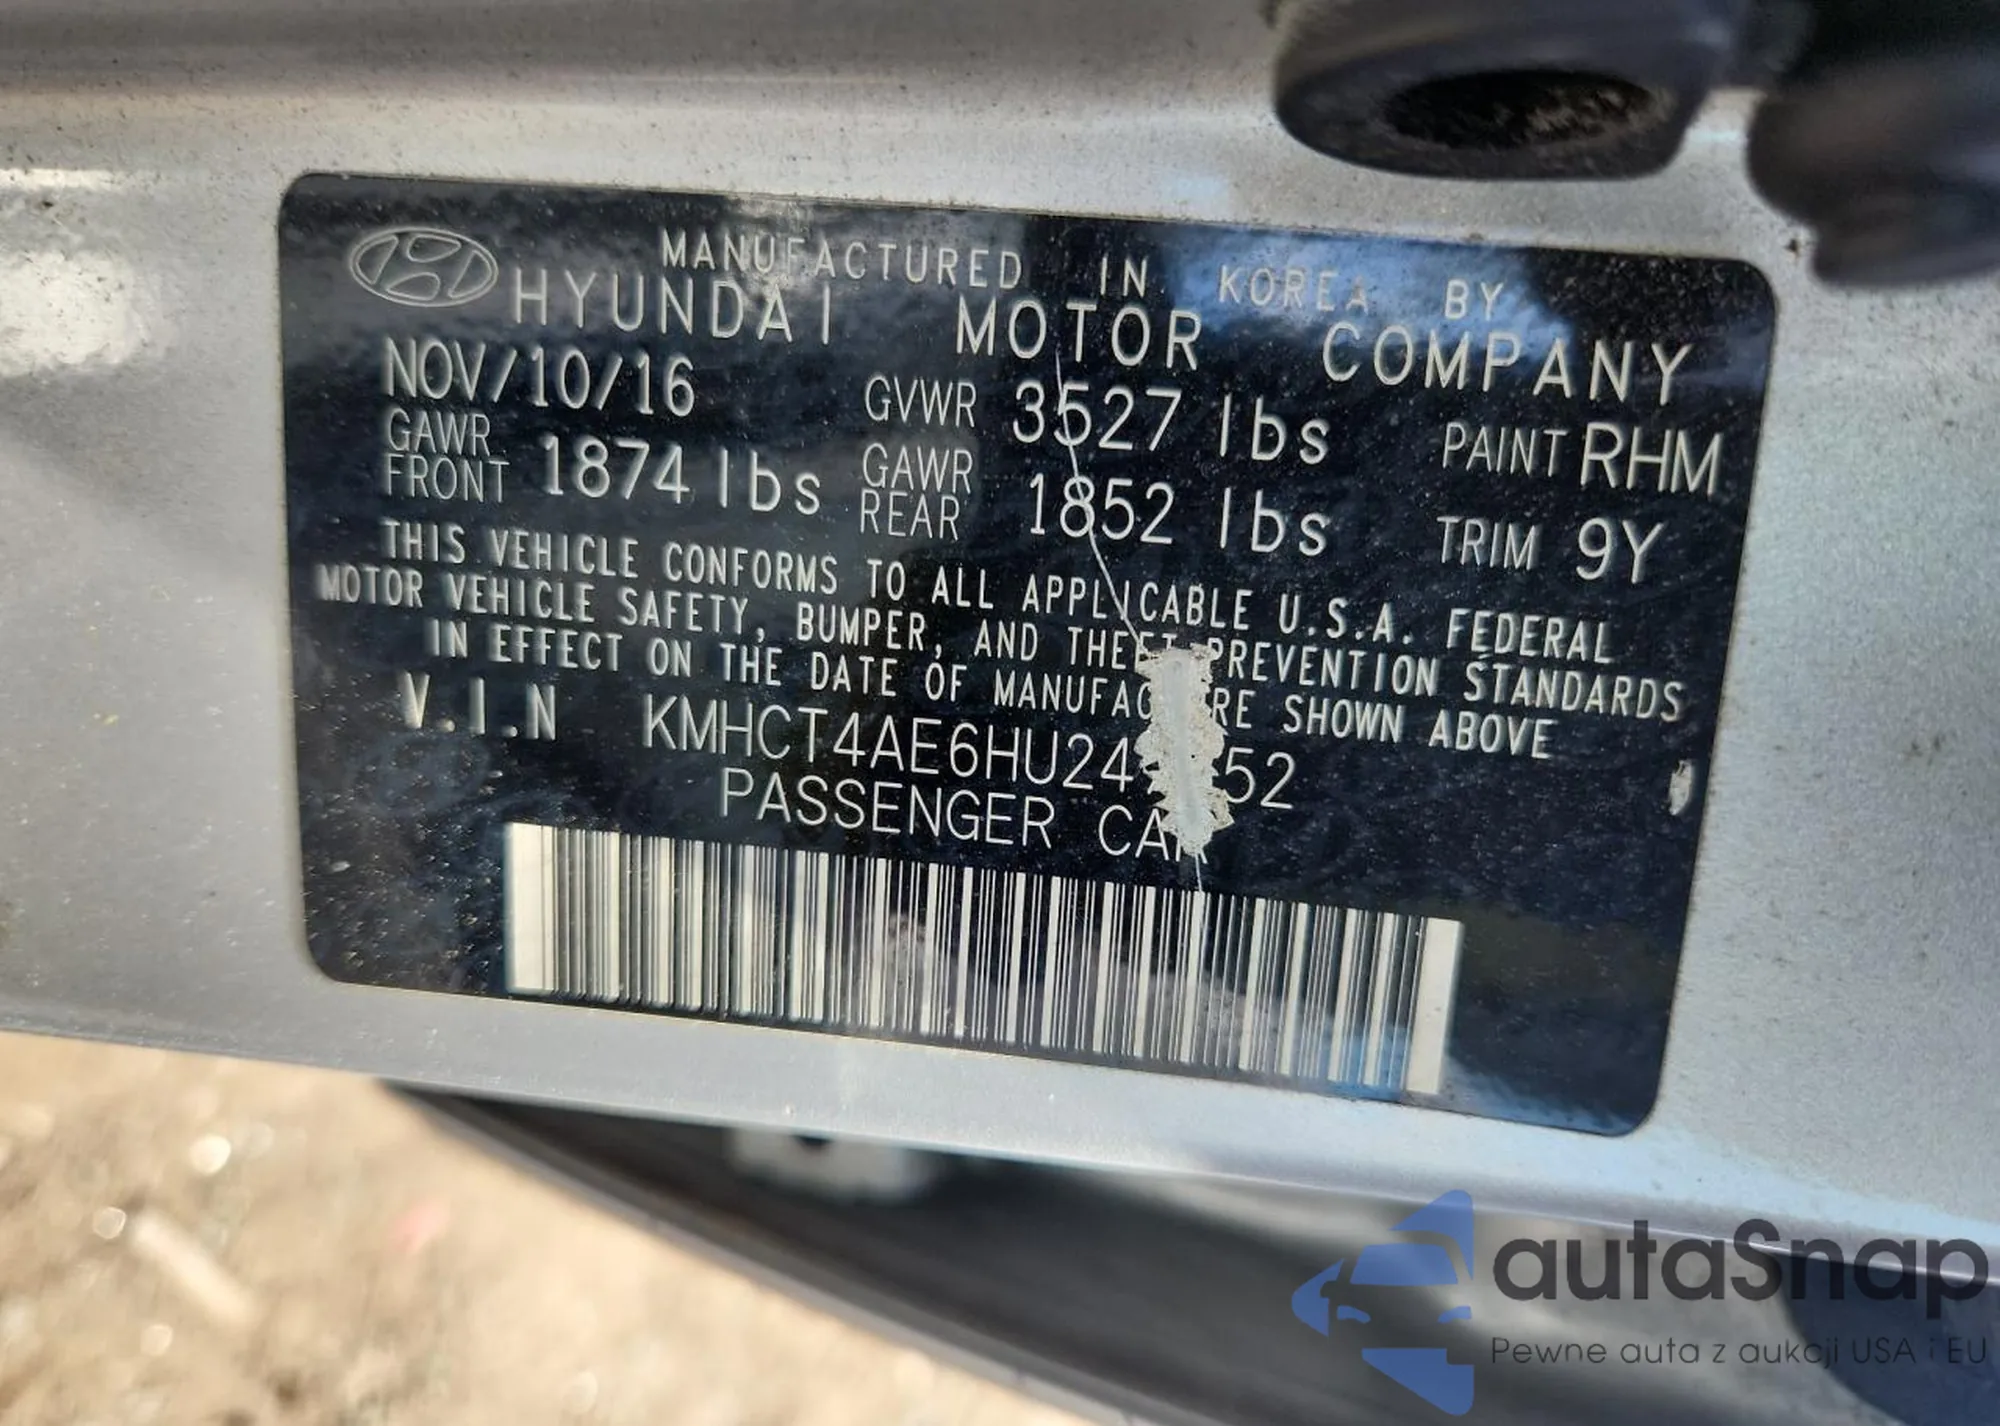 MANUFACTURED IN KOREA BY
HYUNDAI MOTOR COMPANY
NOV/10/16 GVWR 3527 lbs PAINT RHM
GAWR FRONT 1874 lbs GAWR REAR 1852 lbs TRIM 9Y
THIS VEHICLE CONFORMS TO ALL APPLICABLE U.S.A. FEDERAL
MOTOR VEHICLE SAFETY, BUMPER, AND THEFT PREVENTION STANDARDS
IN EFFECT ON THE DATE OF MANUFACTURE SHOWN ABOVE
V.I.N
PASSENGER CAR
autaSnap
Pewne auta z aukcji USA i EU